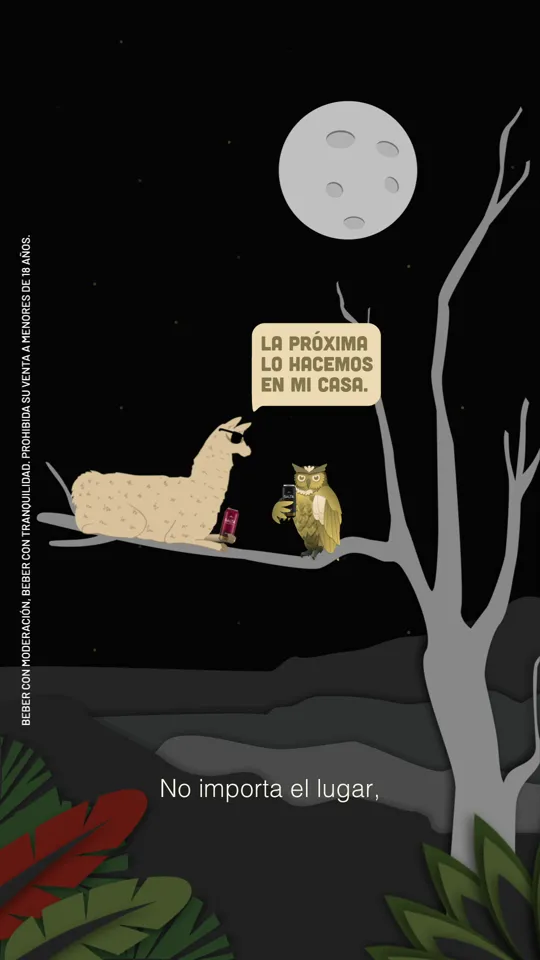 LA PRÓXIMA
LO HACEMOS
EN MI CASA.
BEBER CON MODERACIÓN. BEBER CON TRANQUILIDAD. PROHIBIDA SU VENTA A MENORES DE 18 AÑOS.
No importa el lugar,